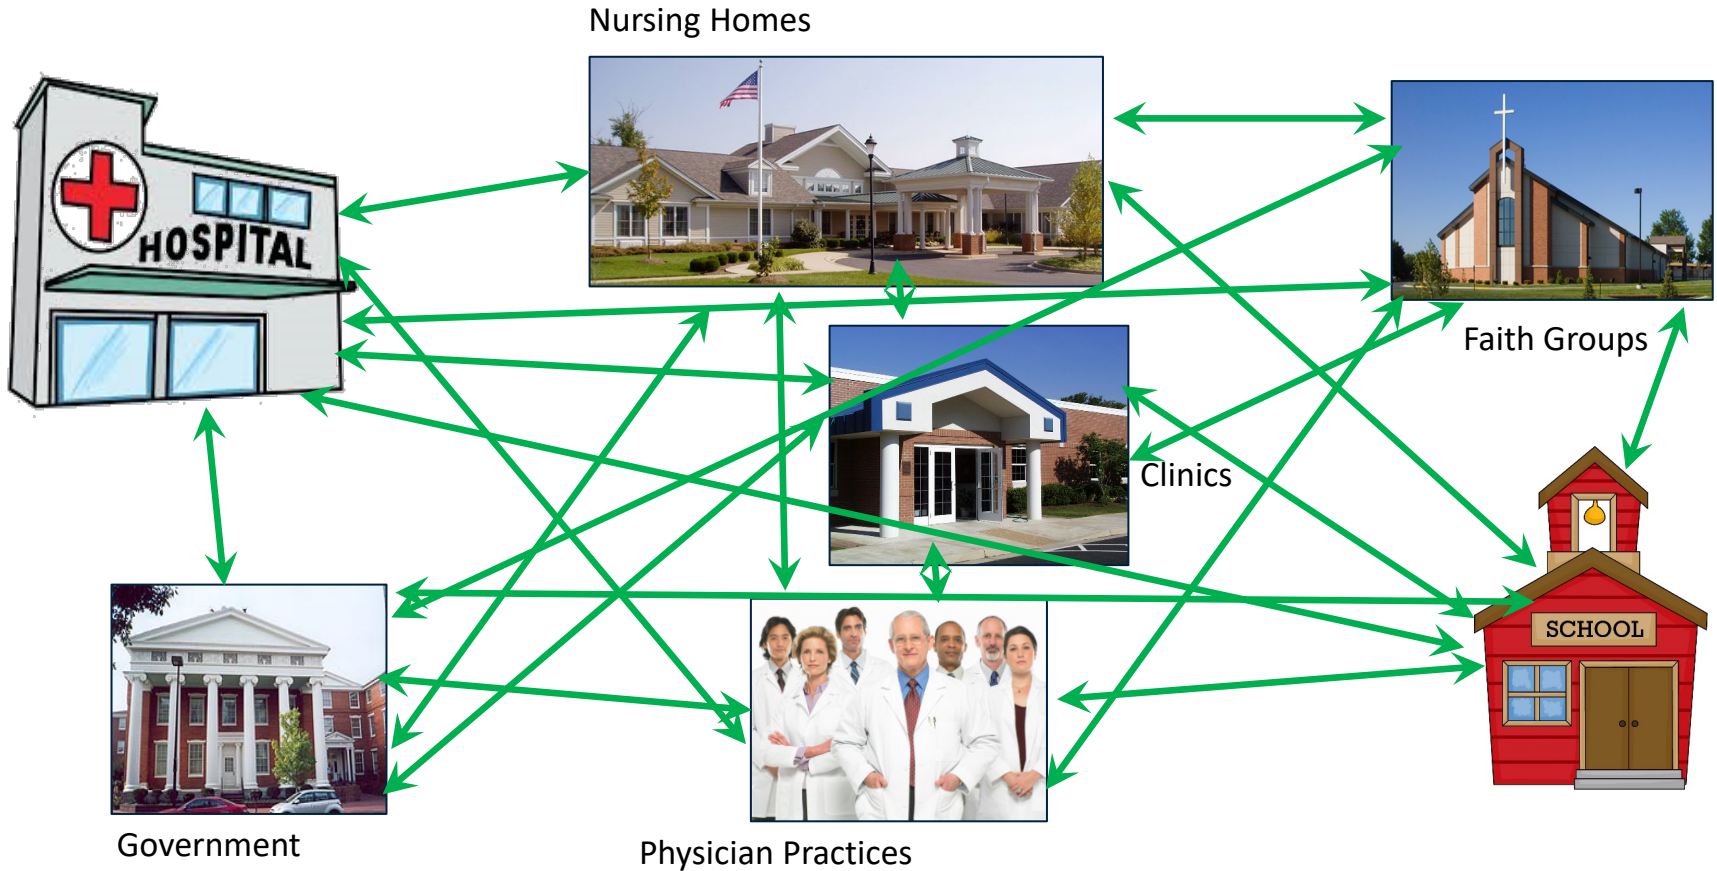 Nursing Homes
HOSPITAL
Faith Groups
Clinics
SCHOOL
Government
Physician Practices